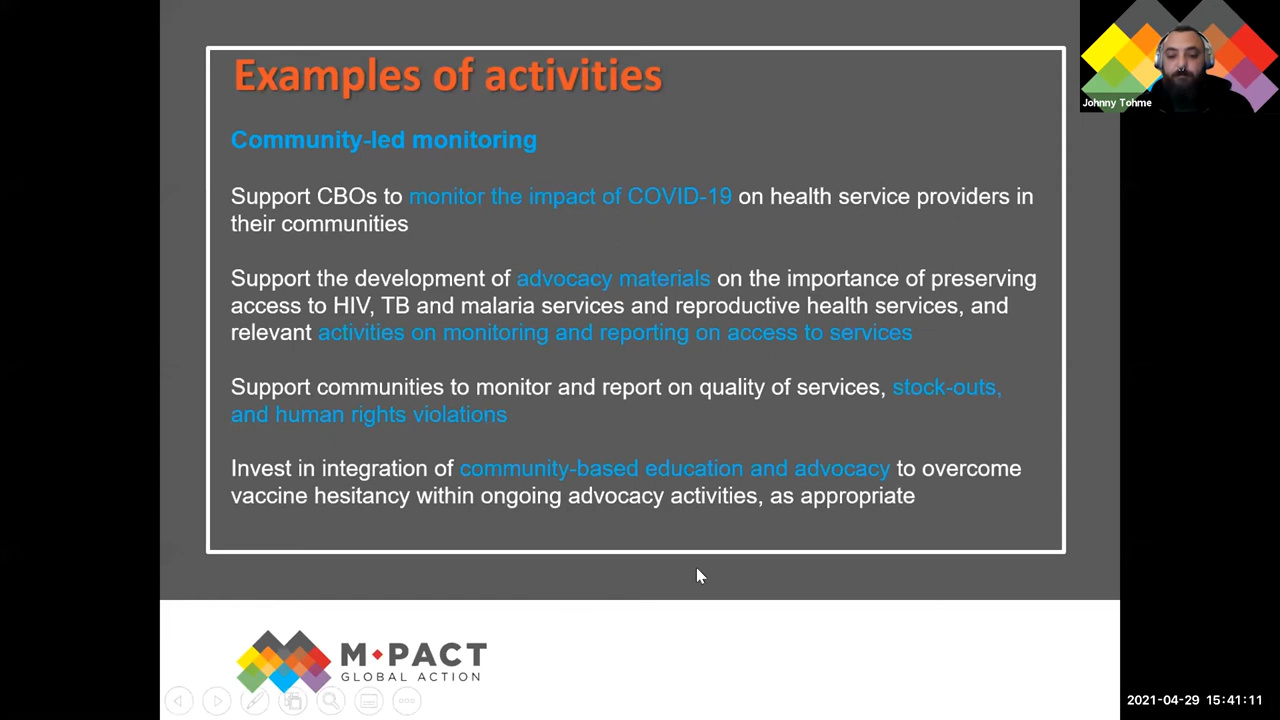 Examples of activities
Community-led monitoring
Support CBOs to monitor the impact of COVID-19 on health service providers in
their communities
Support the development of advocacy materials on the importance of preserving
access to HIV, TB and malaria services and reproductive health services, and
relevant activities on monitoring and reporting on access to services
Support communities to monitor and report on quality of services, stock-outs,
and human rights violations
Invest in integration of community-based education and advocacy to overcome
vaccine hesitancy within ongoing advocacy activities, as appropriate
M•PACT
GLOBAL ACTION
Johnny Tohme
2021-04-29 15:41:11